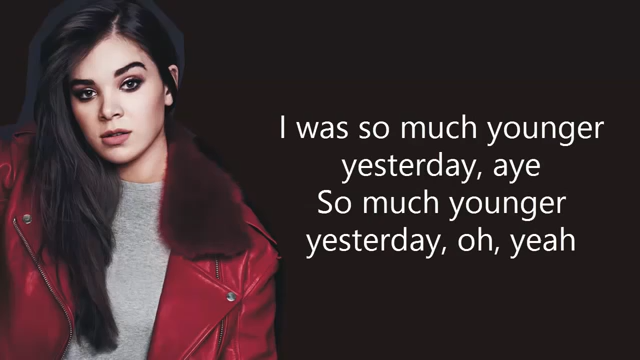 I was so much younger
yesterday, aye
So much younger
yesterday, oh, yeah